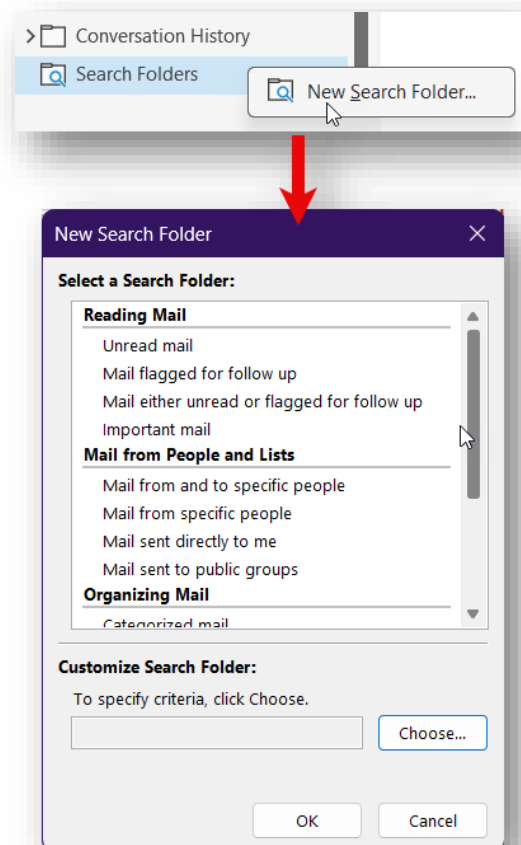 Conversation History
Search Folders
New Search Folder...
New Search Folder
Select a Search Folder:
Reading Mail
Unread mail
Mail flagged for follow up
Mail either unread or flagged for follow up
Important mail
Mail from People and Lists
Mail from and to specific people
Mail from specific people
Mail sent directly to me
Mail sent to public groups
Organizing Mail
Categorized mail
Customize Search Folder:
To specify criteria, click Choose.
Choose...
OK Cancel